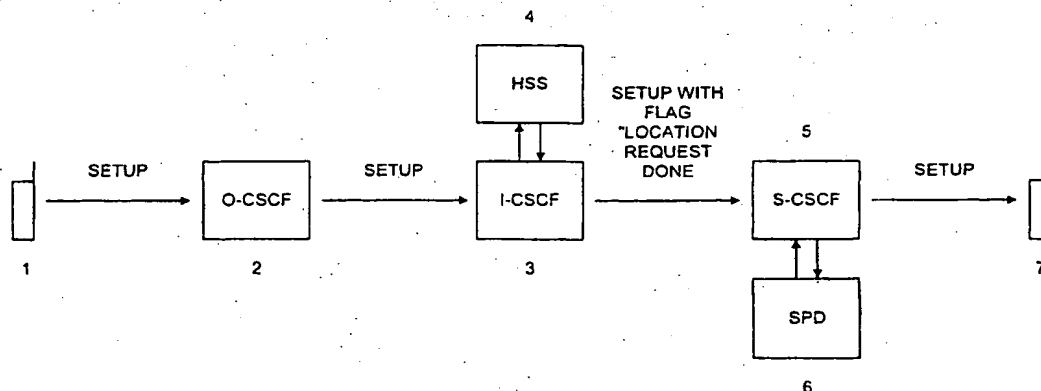 4
HSS
SETUP WITH
FLAG
"LOCATION
REQUEST
DONE
5
SETUP
SETUP
SETUP
O-CSCF
I-CSCF
S-CSCF
1
2
3
7
SPD
6